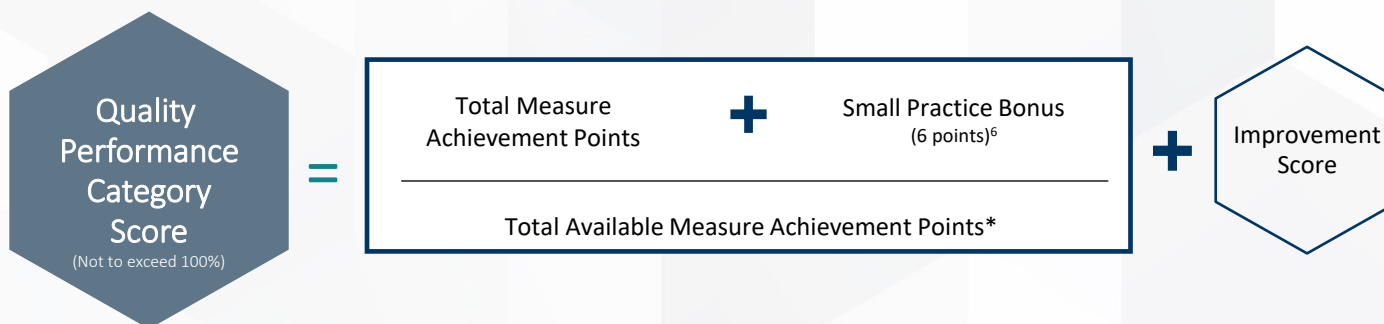 Quality
Performance
Category
Score
(Not to exceed 100%)
=
Total Measure
Achievement Points
+
Small Practice Bonus
(6 points)⁶
Total Available Measure Achievement Points*
+
Improvement
Score